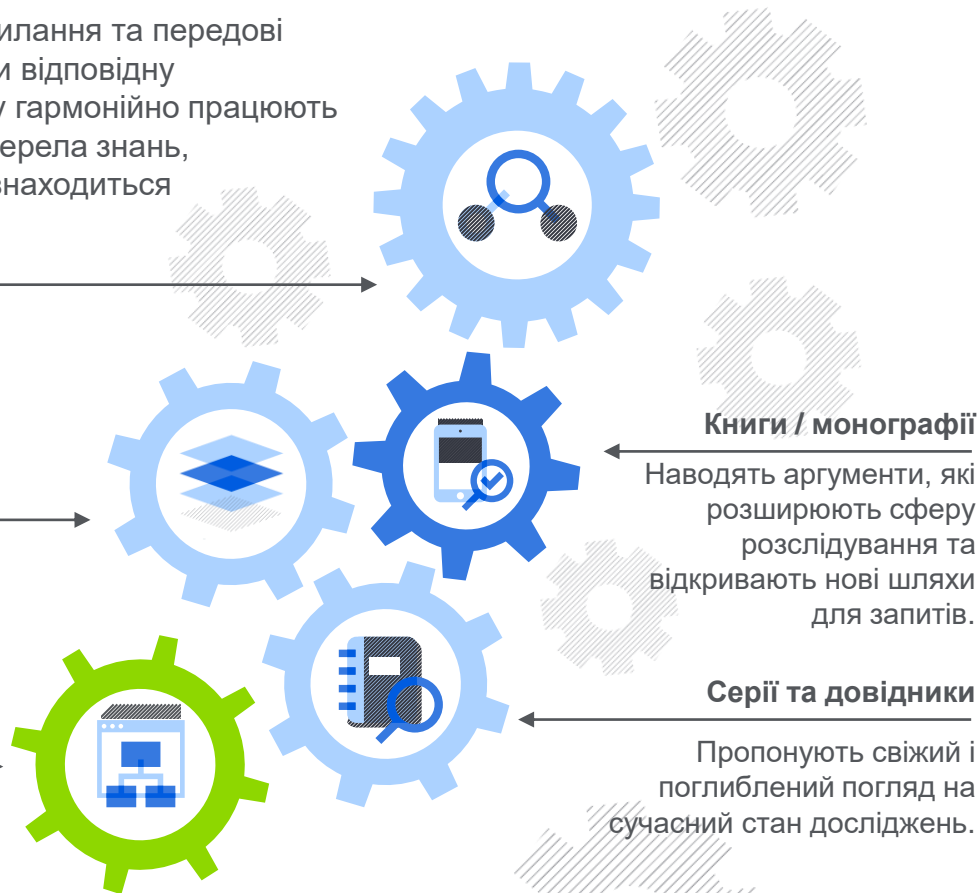 илання та передові
и відповідну
у гармонійно працюють
ерела знань,
знаходиться
Книги / монографії
Наводять аргументи, які
розширюють сферу
розслідування та
відкривають нові шляхи
для запитів.
Серії та довідники
Пропонують свіжий і
поглиблений погляд на
сучасний стан досліджень.